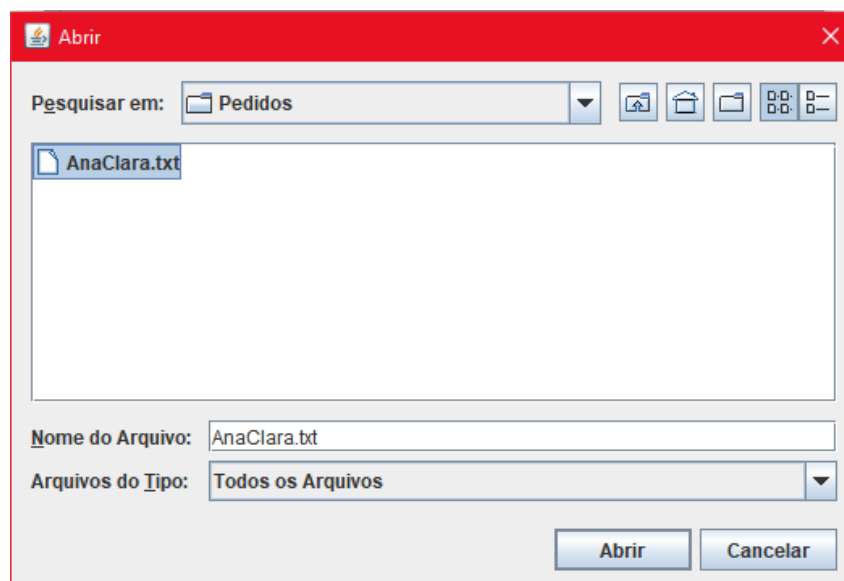 Abrir
Pesquisar em: Pedidos
AnaClara.txt
Nome do Arquivo: AnaClara.txt
Arquivos do Tipo: Todos os Arquivos
Abrir Cancelar